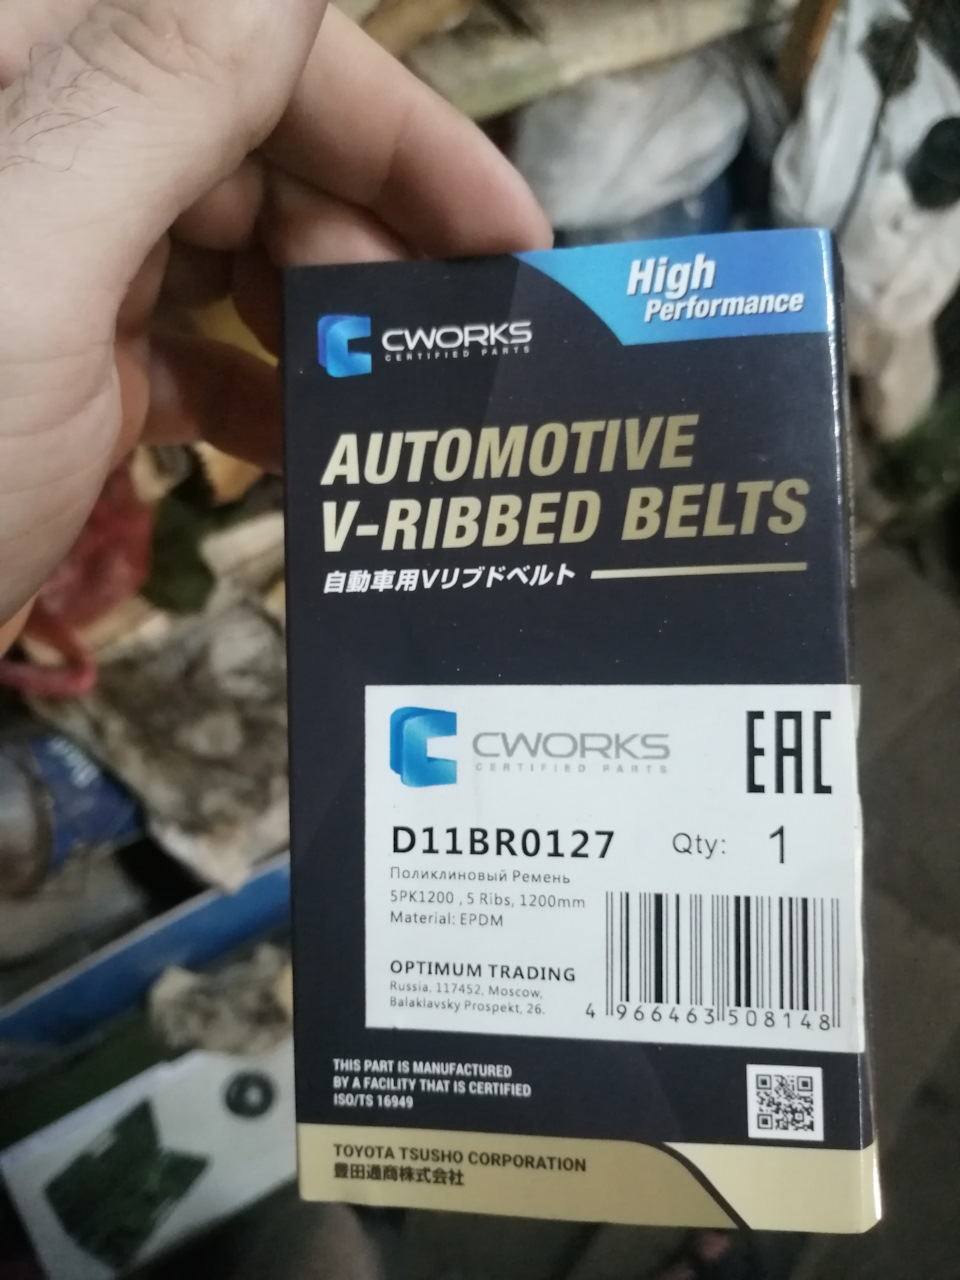 High
Performance
CWORKS
CERTIFIED PARTS
AUTOMOTIVE
V-RIBBED BELTS
自動車用Vリブドベルト
CWORKS
CERTIFIED PARTS
EAC
D11BR0127
Qty: 1
Поликлиновый Ремень
5PK1200 , 5 Ribs, 1200mm
Material: EPDM
OPTIMUM TRADING
Russia, 117452, Moscow,
Balaklavsky Prospekt, 26.
4 966463 508148
THIS PART IS MANUFACTURED
BY A FACILITY THAT IS CERTIFIED
ISO/TS 16949
TOYOTA TSUSHO CORPORATION
豊田通商株式会社